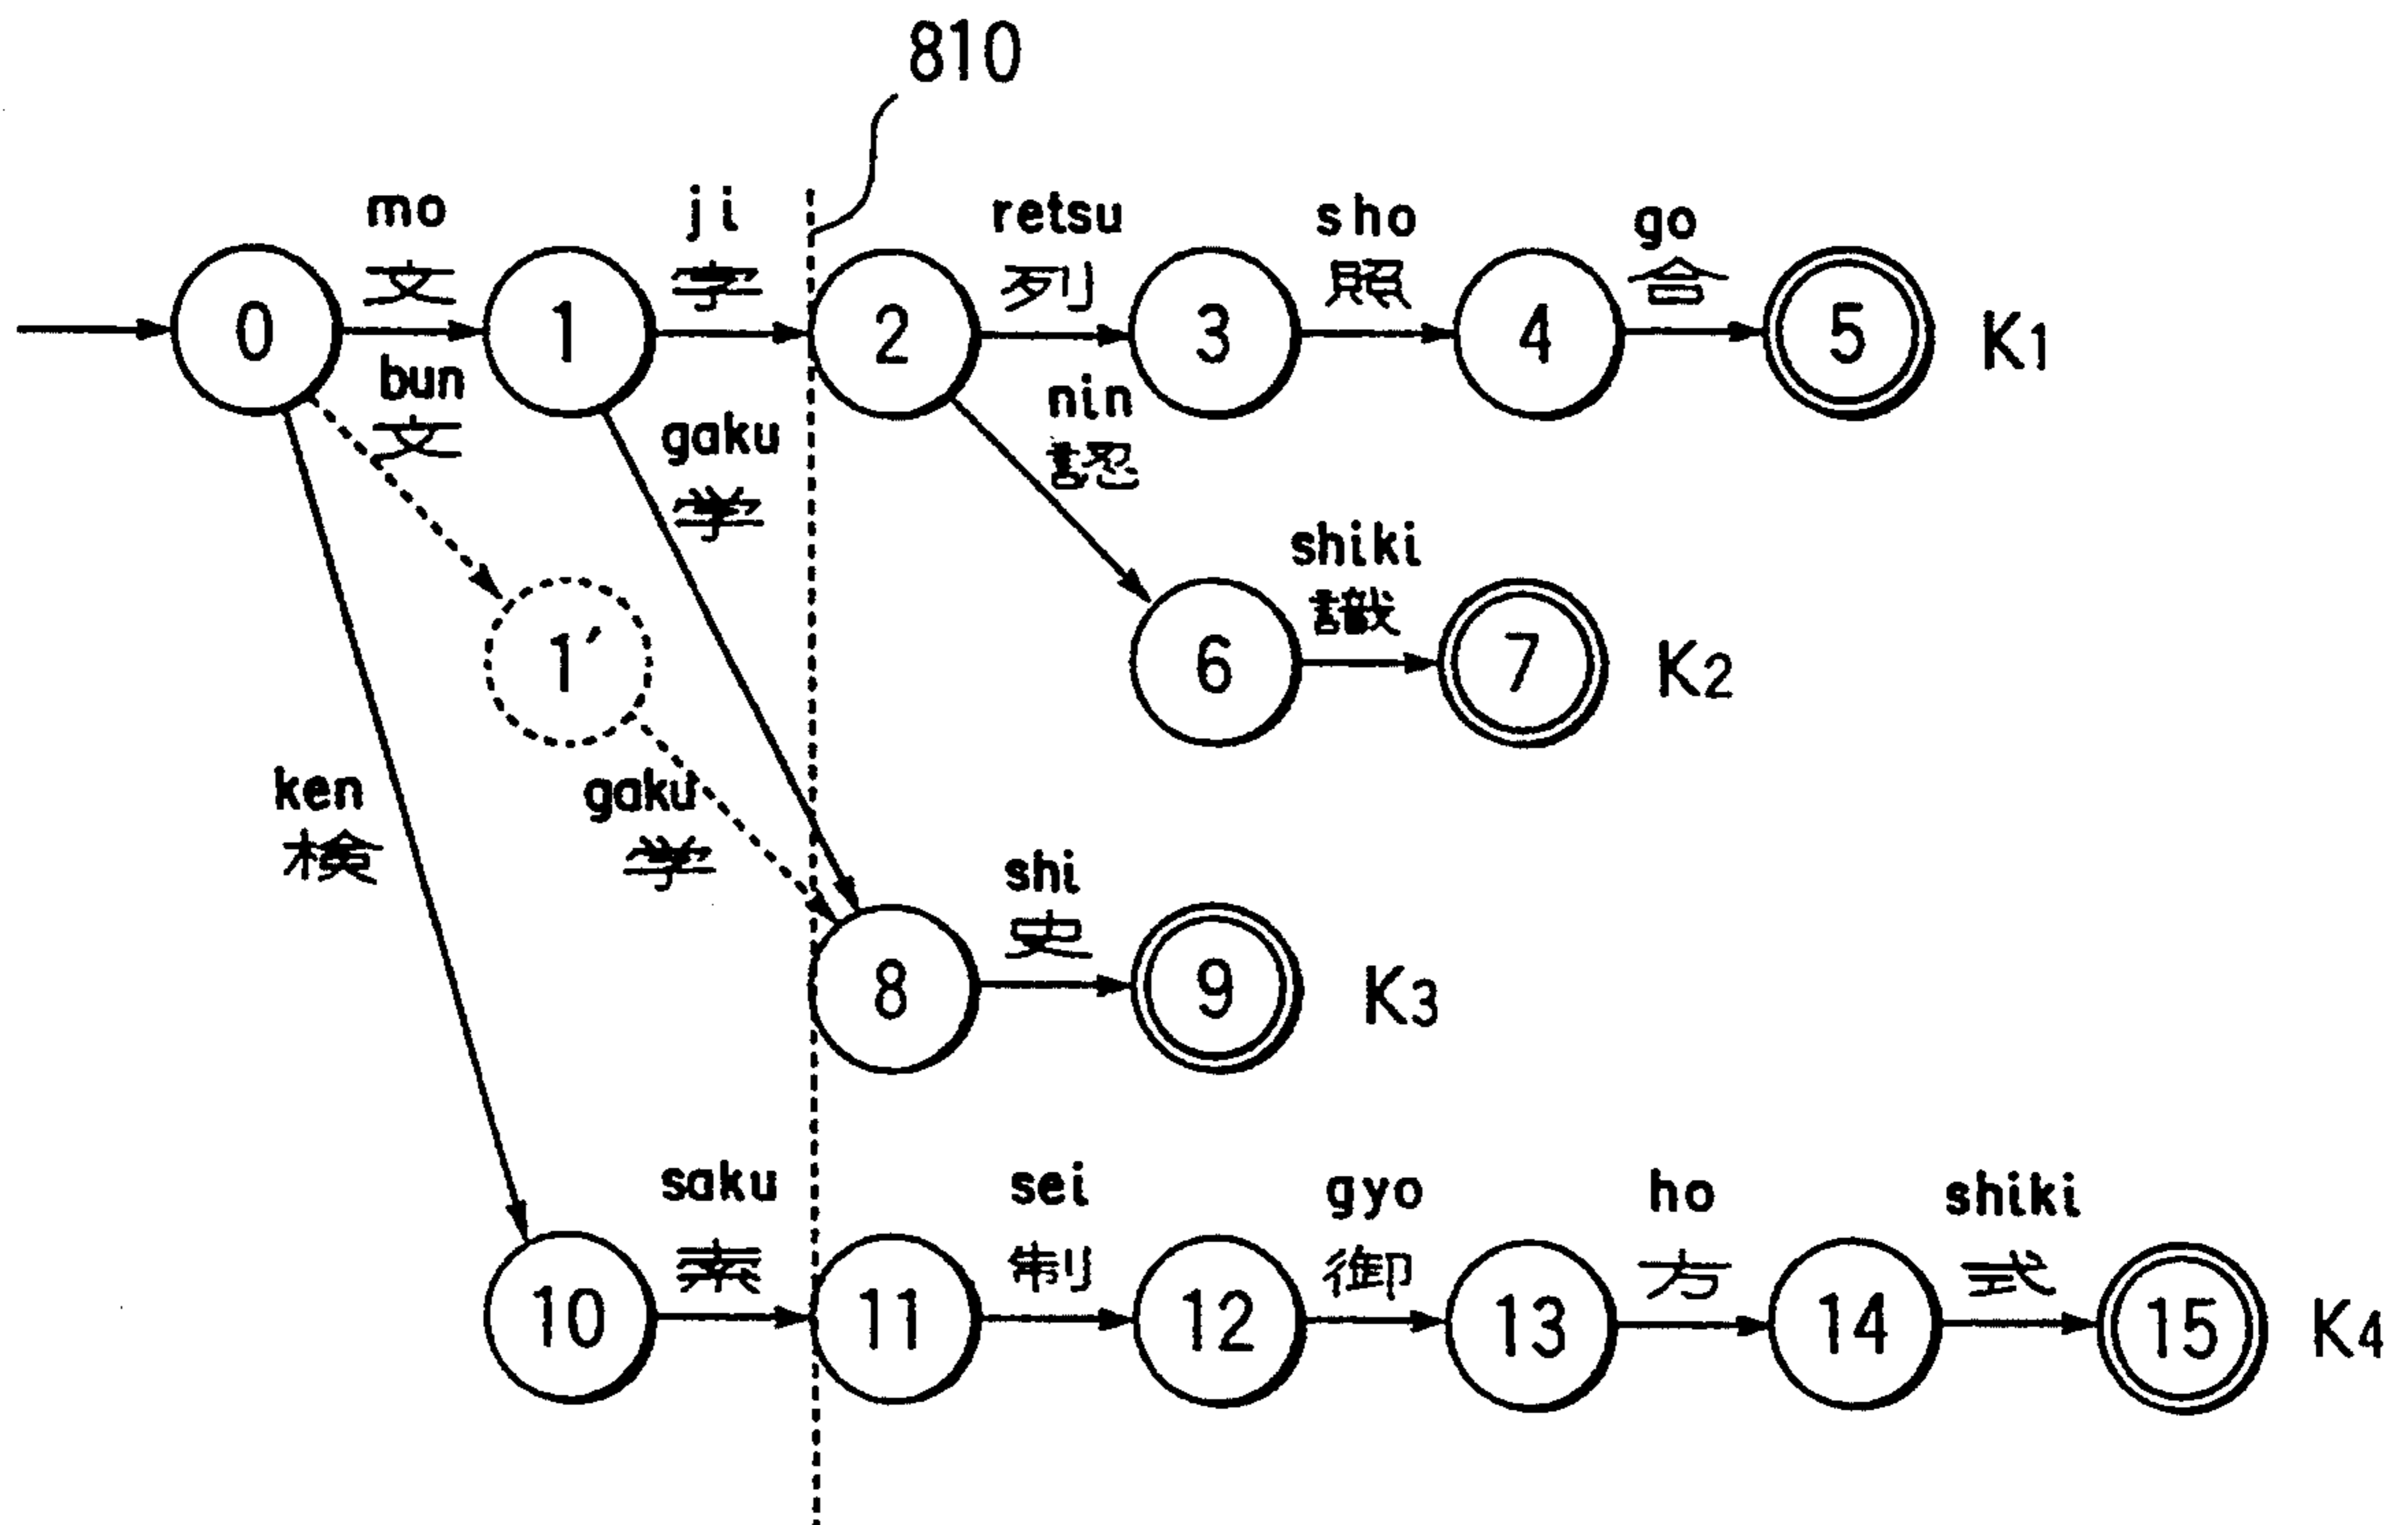 810
mo ji retsu sho go
文 字 列 照 合
0 1 2 3 4 5 K1
bun gaku nin
文 学 認
shiki
識
1′ 6 7 K2
ken gaku shi
検 学 史
8 9 K3
saku sei gyo ho shiki
索 制 御 方 式
10 11 12 13 14 15 K4